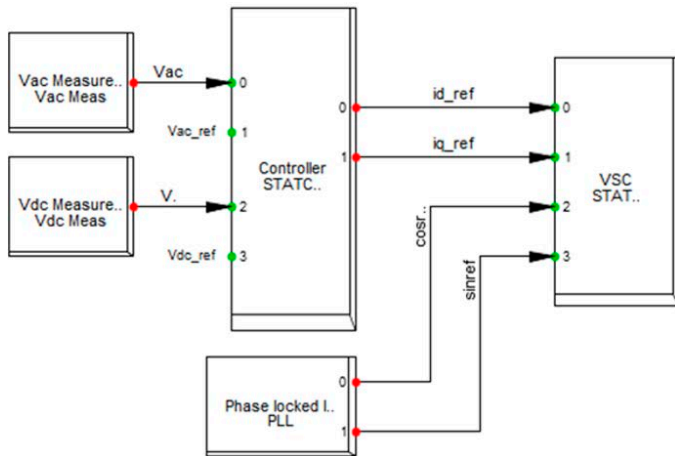 Vac Measure..
Vac Meas
Vac
0
Vac_ref
1
Vdc Measure..
Vdc Meas
V.
2
Vdc_ref
3
Controller
STATC..
0
1
id_ref
iq_ref
cosr..
sinref
0
1
2
3
VSC
STAT..
Phase locked l..
PLL
0
1